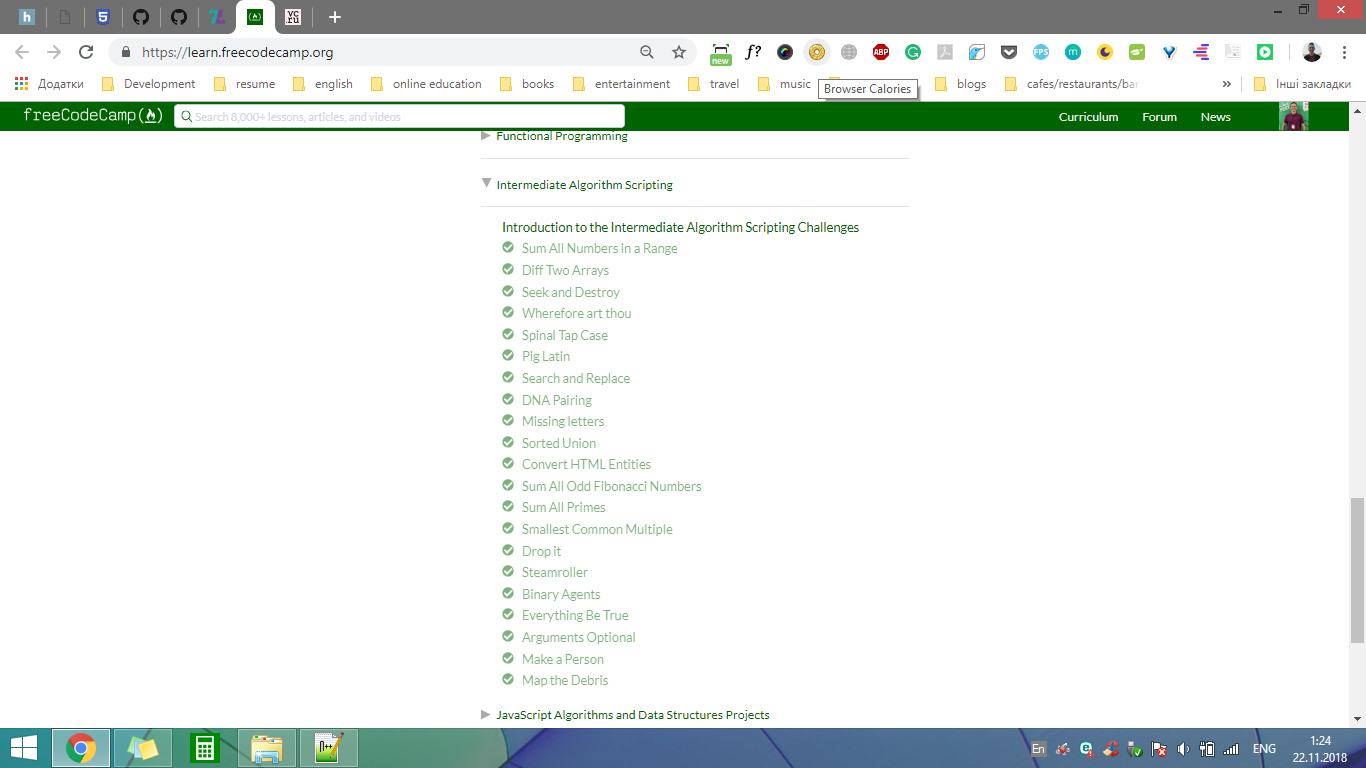 https://learn.freecodecamp.org
new
f?
ABP
FPS
m
Додатки Development resume english online education books entertainment travel music blogs cafes/restaurants/bar » Інші закладки
Browser Calories
freeCodeCamp(🔥) Search 8,000+ lessons, articles, and videos Curriculum Forum News
Functional Programming
Intermediate Algorithm Scripting
Introduction to the Intermediate Algorithm Scripting Challenges
Sum All Numbers in a Range
Diff Two Arrays
Seek and Destroy
Wherefore art thou
Spinal Tap Case
Pig Latin
Search and Replace
DNA Pairing
Missing letters
Sorted Union
Convert HTML Entities
Sum All Odd Fibonacci Numbers
Sum All Primes
Smallest Common Multiple
Drop it
Steamroller
Binary Agents
Everything Be True
Arguments Optional
Make a Person
Map the Debris
JavaScript Algorithms and Data Structures Projects
En ENG 1:24
22.11.2018